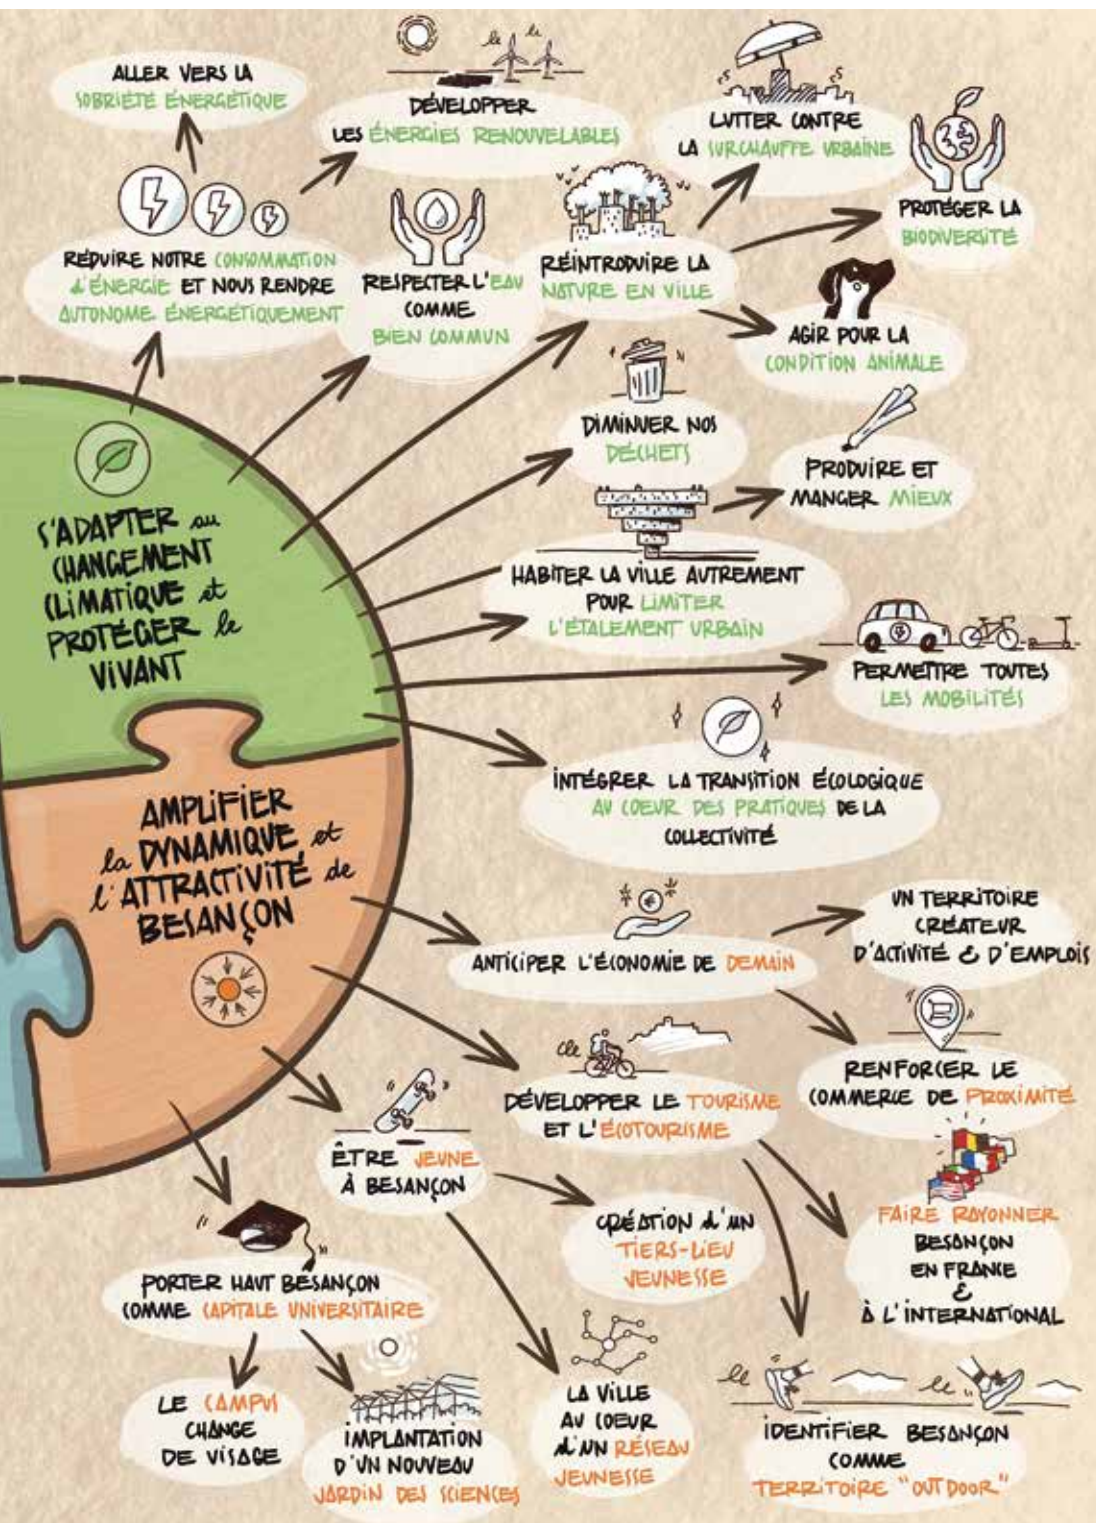 ALLER VERS LA
SOBRIÉTÉ ÉNERGÉTIQUE
DÉVELOPPER
LES ÉNERGIES RENOUVELABLES
LUTTER CONTRE
LA SURCHAUFFE URBAINE
PROTÉGER LA
BIODIVERSITÉ
RÉDUIRE NOTRE CONSOMMATION
d'ÉNERGIE ET NOUS RENDRE
AUTONOME ÉNERGÉTIQUEMENT
RESPECTER L'EAU
COMME
BIEN COMMUN
RÉINTRODUIRE LA
NATURE EN VILLE
AGIR POUR LA
CONDITION ANIMALE
DIMINUER NOS
DÉCHETS
PRODUIRE ET
MANGER MIEUX
S'ADAPTER au
CHANGEMENT
CLIMATIQUE et
PROTÉGER le
VIVANT
HABITER LA VILLE AUTREMENT
POUR LIMITER
L'ÉTALEMENT URBAIN
PERMETTRE TOUTES
LES MOBILITÉS
INTÉGRER LA TRANSITION ÉCOLOGIQUE
AU COEUR DES PRATIQUES DE LA
COLLECTIVITÉ
AMPLIFIER
la DYNAMIQUE et
l'ATTRACTIVITÉ de
BESANÇON
ANTICIPER L'ÉCONOMIE DE DEMAIN
UN TERRITOIRE
CRÉATEUR
D'ACTIVITÉ & D'EMPLOIS
RENFORCER LE
COMMERCE DE PROXIMITÉ
DÉVELOPPER LE TOURISME
ET L'ÉCOTOURISME
ÊTRE JEUNE
À BESANÇON
CRÉATION d'UN
TIERS-LIEU
JEUNESSE
FAIRE RAYONNER
BESANÇON
EN FRANCE
&
À L'INTERNATIONAL
PORTER HAUT BESANÇON
COMME CAPITALE UNIVERSITAIRE
LE CAMPUS
CHANGE
DE VISAGE
IMPLANTATION
D'UN NOUVEAU
JARDIN DES SCIENCES
LA VILLE
AU COEUR
d'UN RÉSEAU
JEUNESSE
IDENTIFIER BESANÇON
COMME
TERRITOIRE "OUTDOOR"